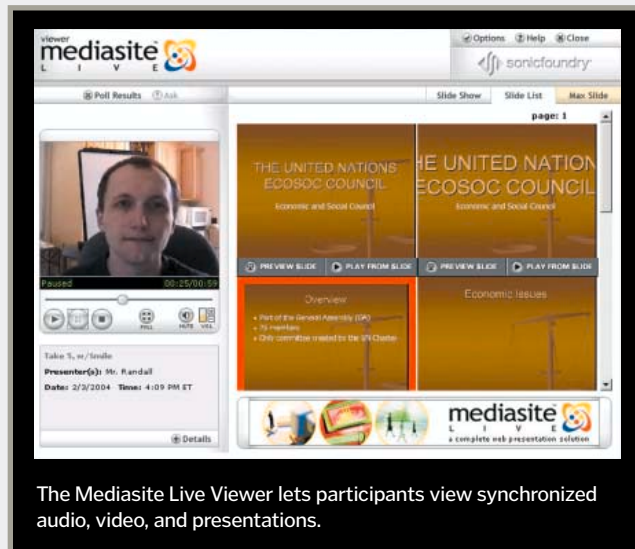 viewer
mediasite
LIVE
Options Help Close
sonicfoundry
Poll Results Ask
Slide Show Slide List Max Slide
page: 1
THE UNITED NATIONS
ECOSOC COUNCIL
Economic and Social Council
HE UNITED NATION
ECOSOC COUNCIL
Economic and Social Council
PREVIEW SLIDE PLAY FROM SLIDE PREVIEW SLIDE PLAY FROM SLIDE
Paused 00:25/00:59
FULL MUTE VOL
Overview
• Part of the General Assembly (GA)
• members
• Only committee created by the UN Charter
Economic Issues
Take 5, w/Smile
Presenter(s): Mr. Randall
Date: 2/3/2004 Time: 4:09 PM ET
Details
mediasite
LIVE
a complete web presentation solution
The Mediasite Live Viewer lets participants view synchronized
audio, video, and presentations.